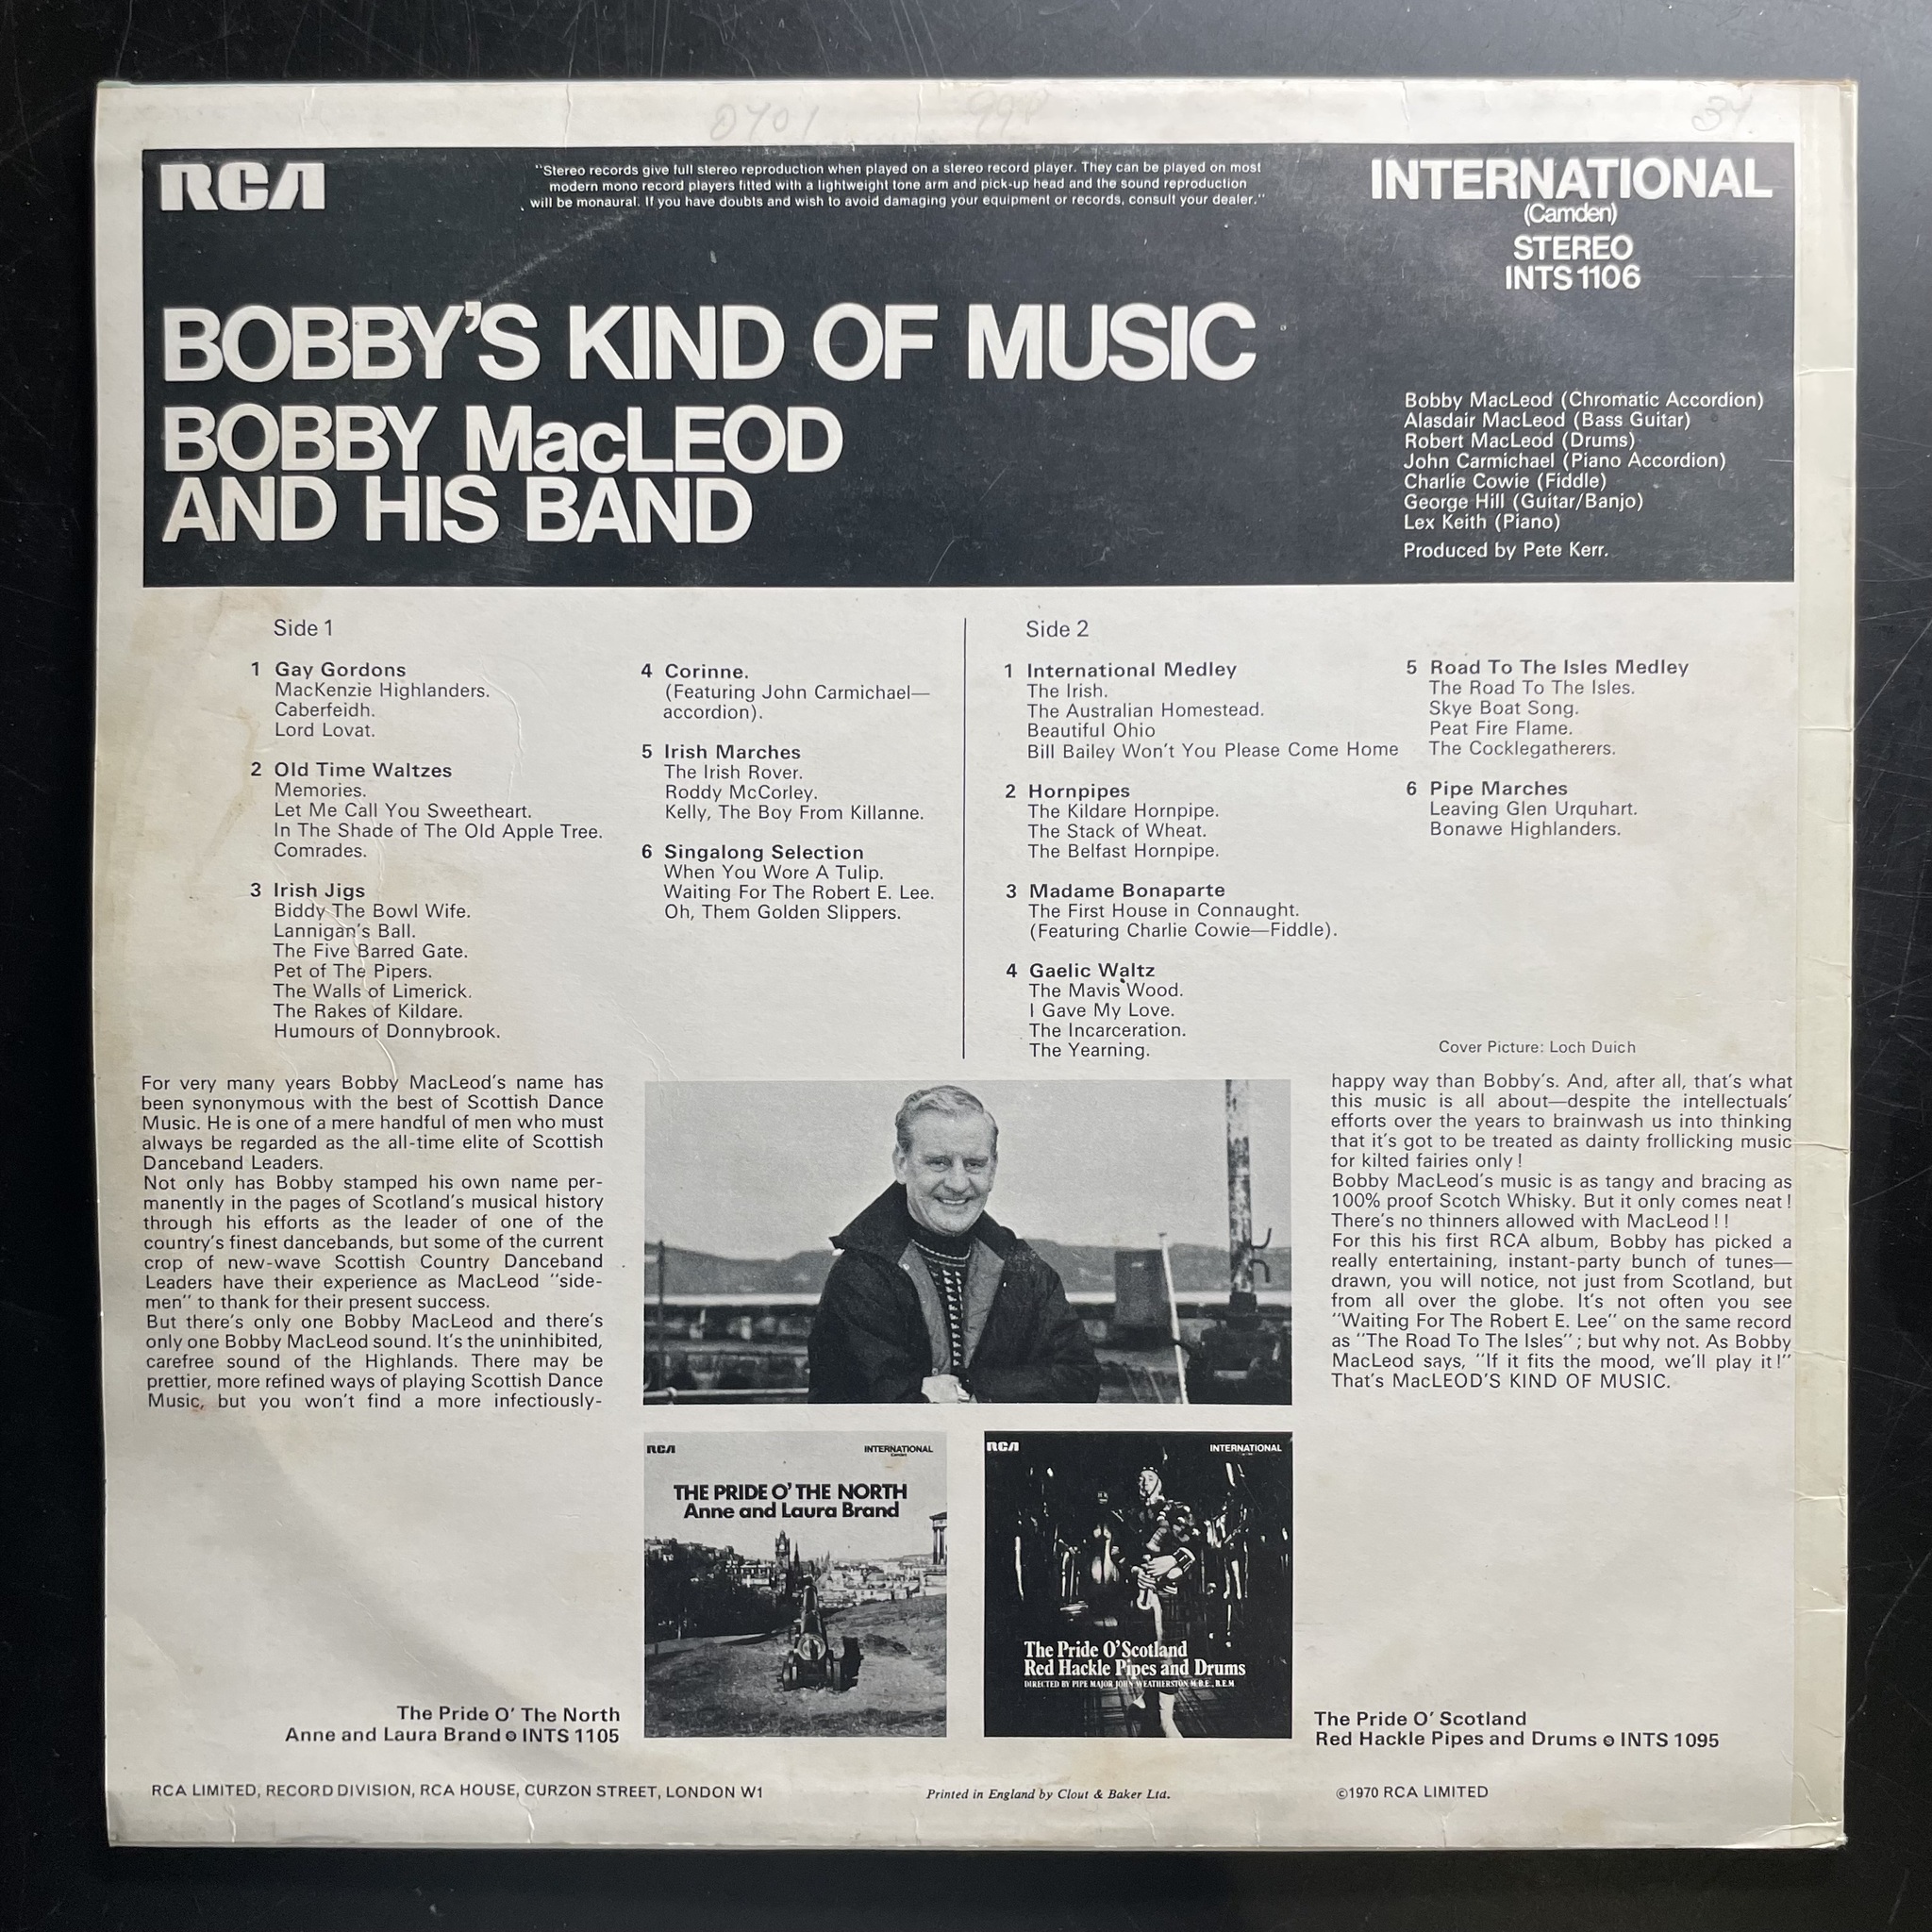 0701
34
RCA
"Stereo records give full stereo reproduction when played on a stereo record player. They can be played on most
modern mono record players fitted with a lightweight tone arm and pick-up head and the sound reproduction
will be monaural. If you have doubts and wish to avoid damaging your equipment or records, consult your dealer."
INTERNATIONAL
(Camden)
STEREO
INTS 1106
BOBBY'S KIND OF MUSIC
BOBBY MacLEOD
AND HIS BAND
Bobby MacLeod (Chromatic Accordion)
Alasdair MacLeod (Bass Guitar)
Robert MacLeod (Drums)
John Carmichael (Piano Accordion)
Charlie Cowie (Fiddle)
George Hill (Guitar/Banjo)
Lex Keith (Piano)
Produced by Pete Kerr.
Side 1
1 Gay Gordons
MacKenzie Highlanders.
Caberfeidh.
Lord Lovat.
2 Old Time Waltzes
Memories.
Let Me Call You Sweetheart.
In The Shade of The Old Apple Tree.
Comrades.
3 Irish Jigs
Biddy The Bowl Wife.
Lannigan's Ball.
The Five Barred Gate.
Pet of The Pipers.
The Walls of Limerick.
The Rakes of Kildare.
Humours of Donnybrook.
4 Corinne.
(Featuring John Carmichael—
accordion).
5 Irish Marches
The Irish Rover.
Roddy McCorley.
Kelly, The Boy From Killanne.
6 Singalong Selection
When You Wore A Tulip.
Waiting For The Robert E. Lee.
Oh, Them Golden Slippers.
Side 2
1 International Medley
The Irish.
The Australian Homestead.
Beautiful Ohio
Bill Bailey Won't You Please Come Home
2 Hornpipes
The Kildare Hornpipe.
The Stack of Wheat.
The Belfast Hornpipe.
3 Madame Bonaparte
The First House in Connaught.
(Featuring Charlie Cowie—Fiddle).
4 Gaelic Waltz
The Mavis Wood.
I Gave My Love.
The Incarceration.
The Yearning.
5 Road To The Isles Medley
The Road To The Isles.
Skye Boat Song.
Peat Fire Flame.
The Cocklegatherers.
6 Pipe Marches
Leaving Glen Urquhart.
Bonawe Highlanders.
Cover Picture: Loch Duich
For very many years Bobby MacLeod's name has
been synonymous with the best of Scottish Dance
Music. He is one of a mere handful of men who must
always be regarded as the all-time elite of Scottish
Danceband Leaders.
Not only has Bobby stamped his own name per-
manently in the pages of Scotland's musical history
through his efforts as the leader of one of the
country's finest dancebands, but some of the current
crop of new-wave Scottish Country Danceband
Leaders have their experience as MacLeod "side-
men" to thank for their present success.
But there's only one Bobby MacLeod and there's
only one Bobby MacLeod sound. It's the uninhibited,
carefree sound of the Highlands. There may be
prettier, more refined ways of playing Scottish Dance
Music, but you won't find a more infectiously-
happy way than Bobby's. And, after all, that's what
this music is all about—despite the intellectuals'
efforts over the years to brainwash us into thinking
that it's got to be treated as dainty frollicking music
for kilted fairies only!
Bobby MacLeod's music is as tangy and bracing as
100% proof Scotch Whisky. But it only comes neat!
There's no thinners allowed with MacLeod!!
For this his first RCA album, Bobby has picked a
really entertaining, instant-party bunch of tunes—
drawn, you will notice, not just from Scotland, but
from all over the globe. It's not often you see
"Waiting For The Robert E. Lee" on the same record
as "The Road To The Isles"; but why not. As Bobby
MacLeod says, "If it fits the mood, we'll play it!"
That's MacLEOD'S KIND OF MUSIC.
RCA
INTERNATIONAL
Camden
THE PRIDE O' THE NORTH
Anne and Laura Brand
RCA
INTERNATIONAL
The Pride O'Scotland
Red Hackle Pipes and Drums
DIRECTED BY PIPE MAJOR JOHN WEATHERSTON M.B.E., B.E.M
The Pride O' The North
Anne and Laura Brand INTS 1105
The Pride O' Scotland
Red Hackle Pipes and Drums INTS 1095
RCA LIMITED, RECORD DIVISION, RCA HOUSE, CURZON STREET, LONDON W1
Printed in England by Clout & Baker Ltd.
©1970 RCA LIMITED